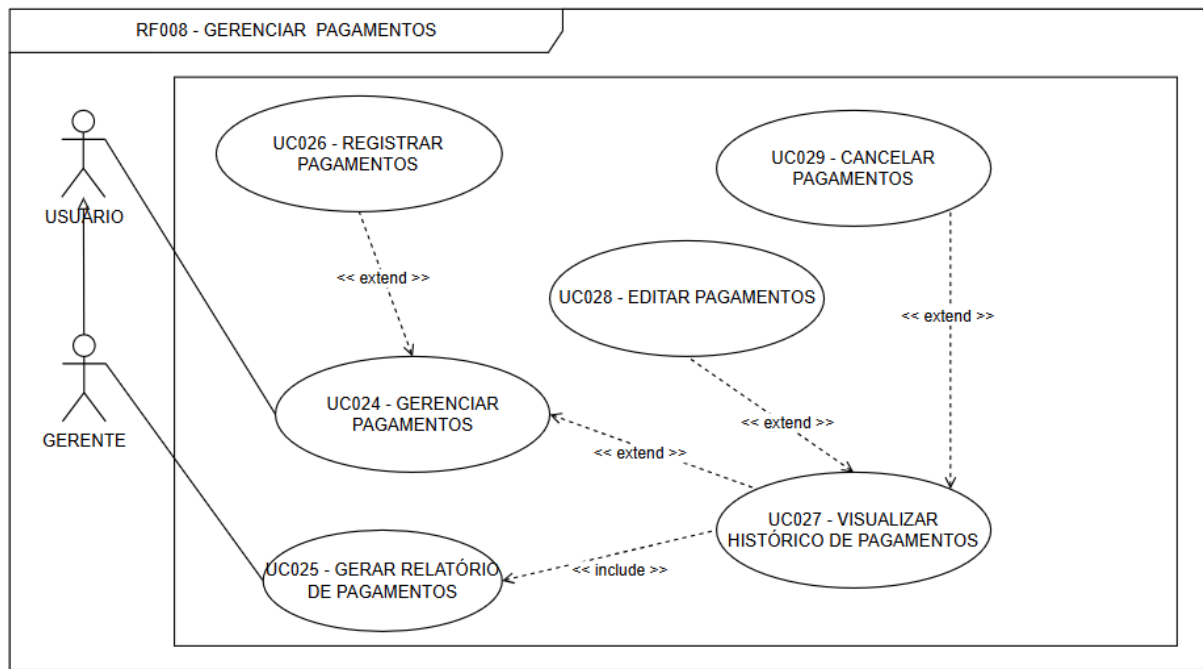 RF008 - GERENCIAR  PAGAMENTOS
UC026 - REGISTRAR
PAGAMENTOS
UC029 - CANCELAR
PAGAMENTOS
USUÁRIO
<< extend >>
UC028 - EDITAR PAGAMENTOS
<< extend >>
GERENTE
UC024 - GERENCIAR
PAGAMENTOS
<< extend >>
<< extend >>
UC027 - VISUALIZAR
HISTÓRICO DE PAGAMENTOS
UC025 - GERAR RELATÓRIO
DE PAGAMENTOS
<< include >>